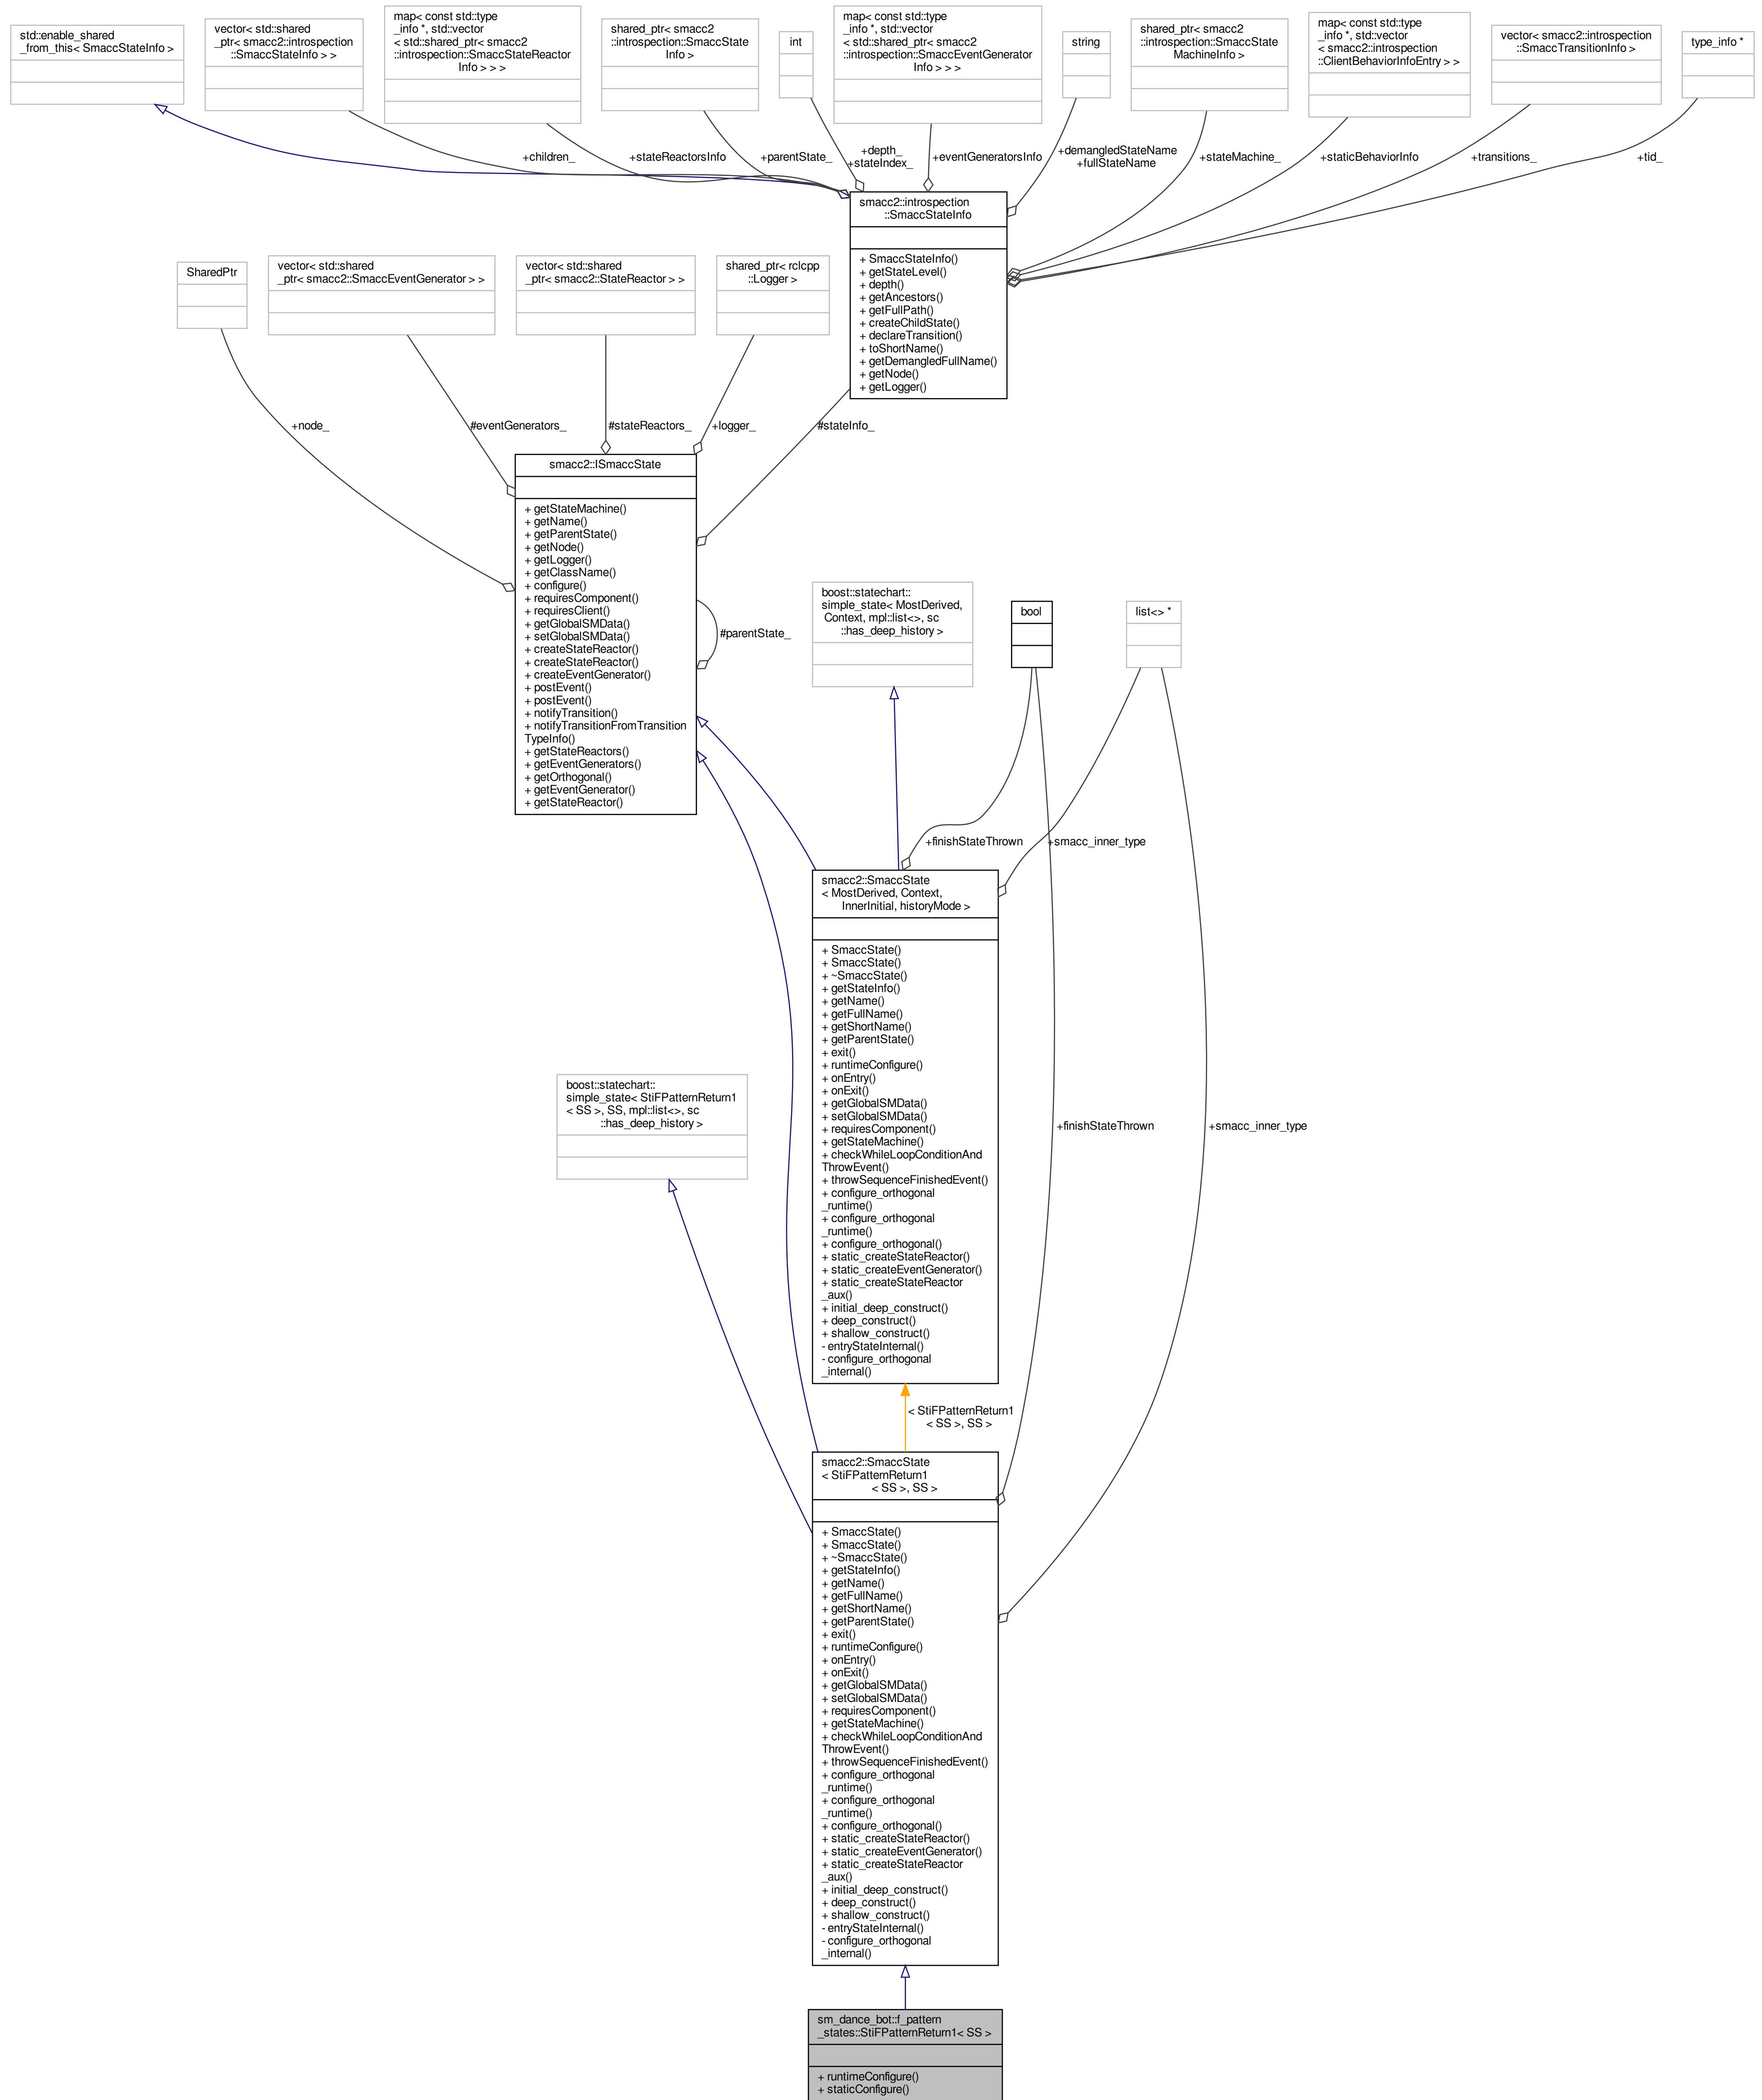 std::enable_shared
_from_this< SmaccStateInfo >
vector< std::shared
_ptr< smacc2::introspection
::SmaccStateInfo > >
map< const std::type
_info *, std::vector
< std::shared_ptr< smacc2
::introspection::SmaccStateReactor
Info > > >
shared_ptr< smacc2
::introspection::SmaccState
Info >
int
map< const std::type
_info *, std::vector
< std::shared_ptr< smacc2
::introspection::SmaccEventGenerator
Info > > >
string
shared_ptr< smacc2
::introspection::SmaccState
MachineInfo >
map< const std::type
_info *, std::vector
< smacc2::introspection
::ClientBehaviorInfoEntry > >
vector< smacc2::introspection
::SmaccTransitionInfo >
type_info *
+children_
+stateReactorsInfo
+parentState_
+depth_
+stateIndex_
+eventGeneratorsInfo
+demangledStateName
+fullStateName
+stateMachine_
+staticBehaviorInfo
+transitions_
+tid_
smacc2::introspection
::SmaccStateInfo
+ SmaccStateInfo()
+ getStateLevel()
+ depth()
+ getAncestors()
+ getFullPath()
+ createChildState()
+ declareTransition()
+ toShortName()
+ getDemangledFullName()
+ getNode()
+ getLogger()
SharedPtr
vector< std::shared
_ptr< smacc2::SmaccEventGenerator > >
vector< std::shared
_ptr< smacc2::StateReactor > >
shared_ptr< rclcpp
::Logger >
+node_
#eventGenerators_
#stateReactors_
+logger_
#stateInfo_
smacc2::ISmaccState
+ getStateMachine()
+ getName()
+ getParentState()
+ getNode()
+ getLogger()
+ getClassName()
+ configure()
+ requiresComponent()
+ requiresClient()
+ getGlobalSMData()
+ setGlobalSMData()
+ createStateReactor()
+ createStateReactor()
+ createEventGenerator()
+ postEvent()
+ postEvent()
+ notifyTransition()
+ notifyTransitionFromTransition
TypeInfo()
+ getStateReactors()
+ getEventGenerators()
+ getOrthogonal()
+ getEventGenerator()
+ getStateReactor()
#parentState_
boost::statechart::
simple_state< MostDerived,
Context, mpl::list<>, sc
::has_deep_history >
bool
list<> *
+finishStateThrown
+smacc_inner_type
smacc2::SmaccState
< MostDerived, Context,
InnerInitial, historyMode >
+ SmaccState()
+ SmaccState()
+ ~SmaccState()
+ getStateInfo()
+ getName()
+ getFullName()
+ getShortName()
+ getParentState()
+ exit()
+ runtimeConfigure()
+ onEntry()
+ onExit()
+ getGlobalSMData()
+ setGlobalSMData()
+ requiresComponent()
+ getStateMachine()
+ checkWhileLoopConditionAnd
ThrowEvent()
+ throwSequenceFinishedEvent()
+ configure_orthogonal
_runtime()
+ configure_orthogonal
_runtime()
+ configure_orthogonal()
+ static_createStateReactor()
+ static_createEventGenerator()
+ static_createStateReactor
_aux()
+ initial_deep_construct()
+ deep_construct()
+ shallow_construct()
- entryStateInternal()
- configure_orthogonal
_internal()
boost::statechart::
simple_state< StiFPatternReturn1
< SS >, SS, mpl::list<>, sc
::has_deep_history >
+finishStateThrown
+smacc_inner_type
< StiFPatternReturn1
< SS >, SS >
smacc2::SmaccState
< StiFPatternReturn1
< SS >, SS >
+ SmaccState()
+ SmaccState()
+ ~SmaccState()
+ getStateInfo()
+ getName()
+ getFullName()
+ getShortName()
+ getParentState()
+ exit()
+ runtimeConfigure()
+ onEntry()
+ onExit()
+ getGlobalSMData()
+ setGlobalSMData()
+ requiresComponent()
+ getStateMachine()
+ checkWhileLoopConditionAnd
ThrowEvent()
+ throwSequenceFinishedEvent()
+ configure_orthogonal
_runtime()
+ configure_orthogonal
_runtime()
+ configure_orthogonal()
+ static_createStateReactor()
+ static_createEventGenerator()
+ static_createStateReactor
_aux()
+ initial_deep_construct()
+ deep_construct()
+ shallow_construct()
- entryStateInternal()
- configure_orthogonal
_internal()
sm_dance_bot::f_pattern
_states::StiFPatternReturn1< SS >
+ runtimeConfigure()
+ staticConfigure()